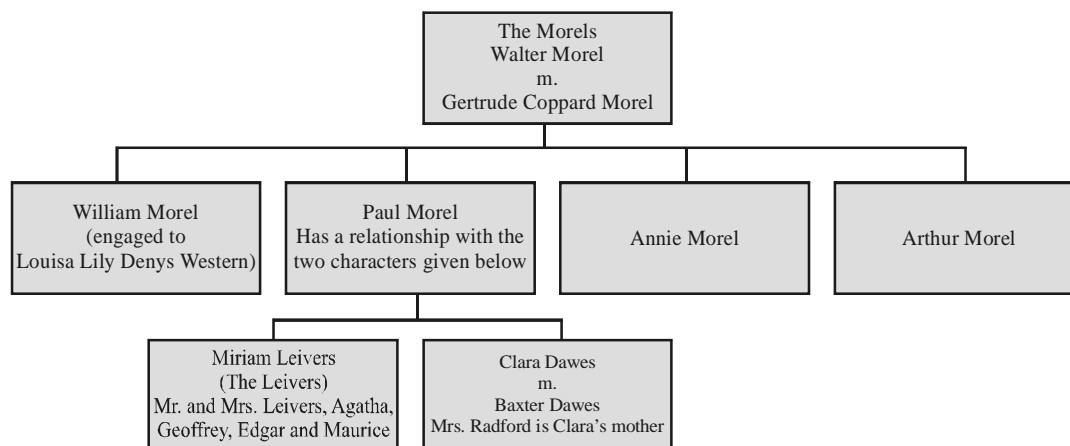 The Morels
Walter Morel
m.
Gertrude Coppard Morel
William Morel
(engaged to
Louisa Lily Denys Western)
Paul Morel
Has a relationship with the
two characters given below
Annie Morel
Arthur Morel
Miriam Leivers
(The Leivers)
Mr. and Mrs. Leivers, Agatha,
Geoffrey, Edgar and Maurice
Clara Dawes
m.
Baxter Dawes
Mrs. Radford is Clara's mother